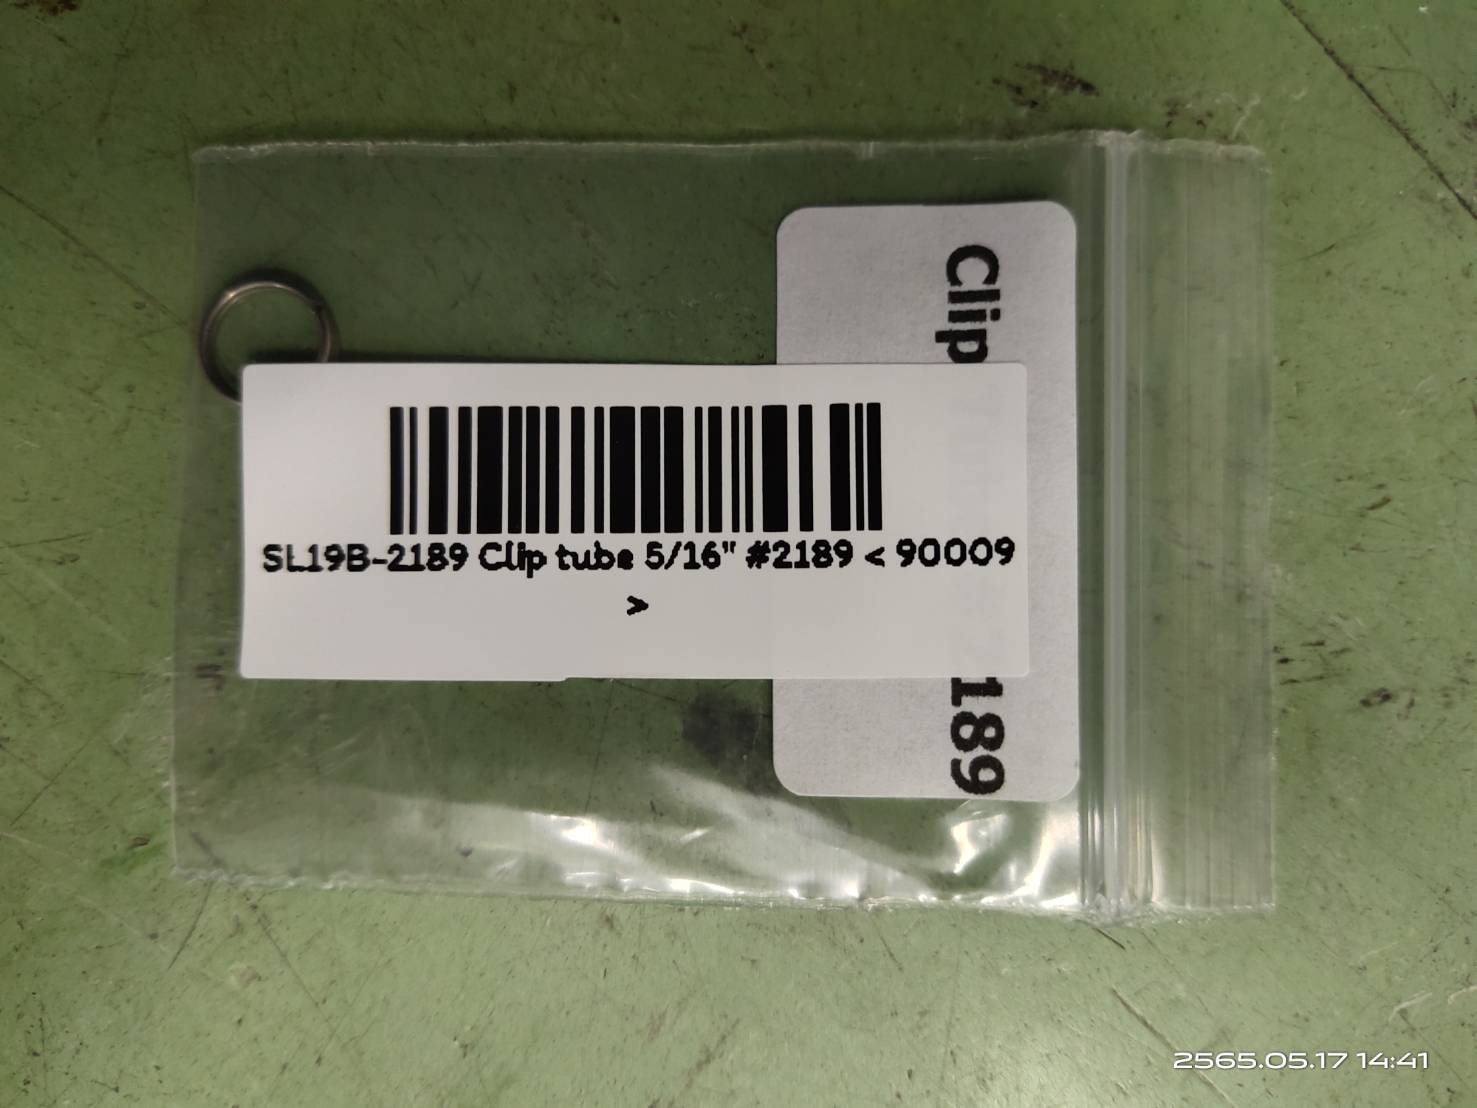 SL19B-2189 Clip tube 5/16" #2189 < 90009
>
Clip
189
2565.05.17 14:41